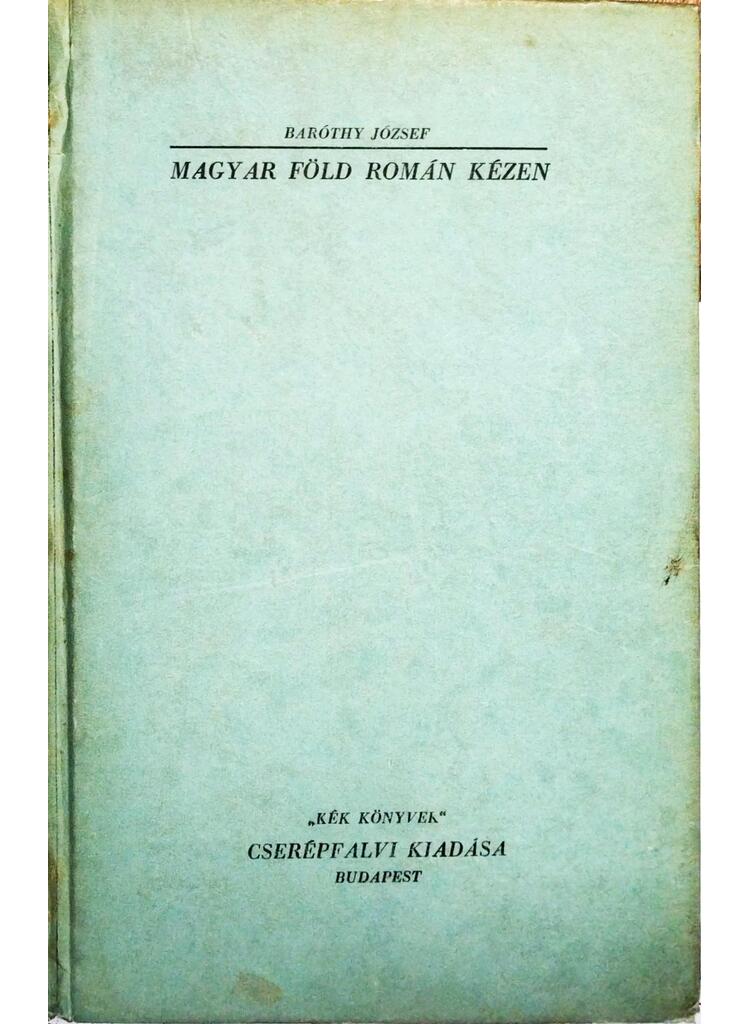 BARÓTHY JÓZSEF
MAGYAR FÖLD ROMÁN KÉZEN
„KÉK KÖNYVEK“
CSERÉPFALVI KIADÁSA
BUDAPEST